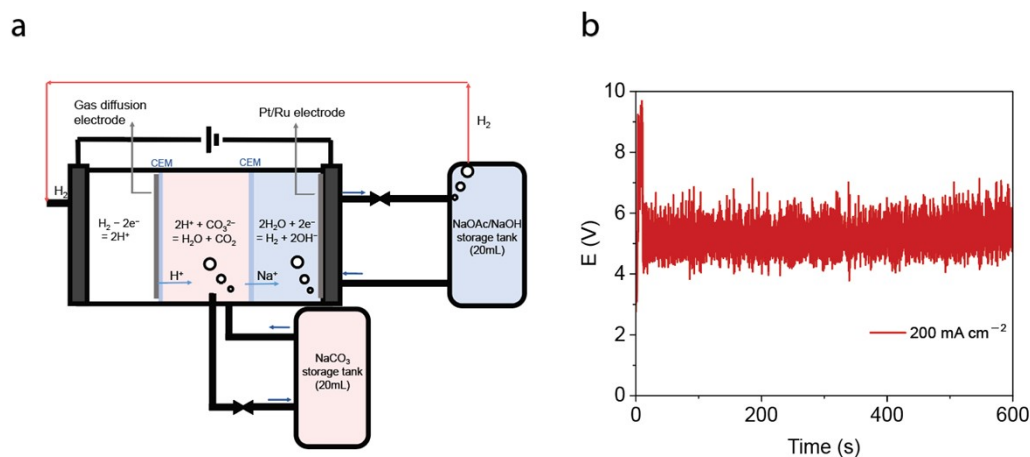 a
H₂
Gas diffusion
electrode
Pt/Ru electrode
CEM
CEM
H₂
H₂ – 2e⁻
= 2H⁺
2H⁺ + CO₃²⁻
= H₂O + CO₂
2H₂O + 2e⁻
= H₂ + 2OH⁻
H⁺
Na⁺
NaOAc/NaOH
storage tank
(20mL)
NaCO₃
storage tank
(20mL)
b
E (V)
10
8
6
4
2
0
200 mA cm⁻²
0
200
400
600
Time (s)